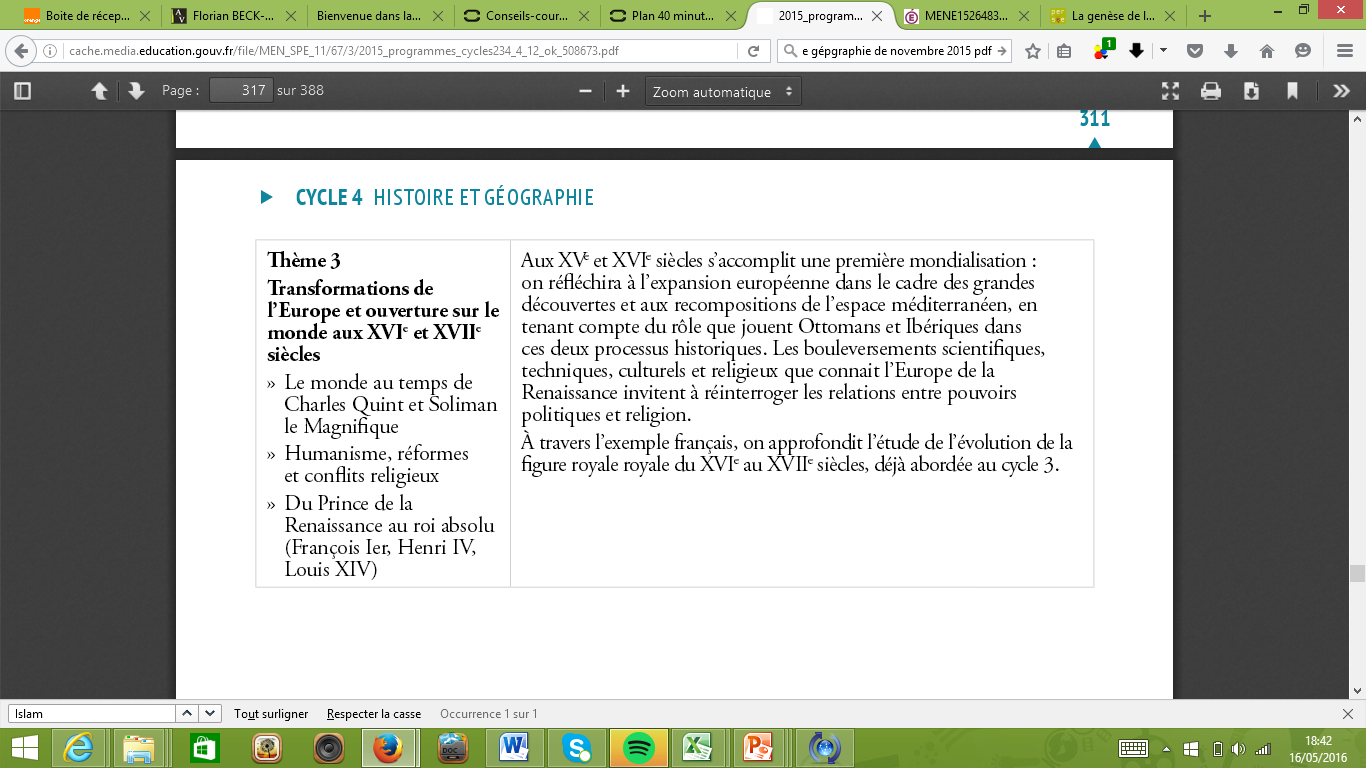 Boite de récep...
Florian BECK-...
Bienvenue dans la...
Conseils-cour...
Plan 40 minut...
2015_programm...
MENE1526483...
La genèse de l...
cache.media.education.gouv.fr/file/MEN_SPE_11/67/3/2015_programmes_cycles234_4_12_ok_508673.pdf
e gépgraphie de novembre 2015 pdf
1
Page : 317 sur 388
Zoom automatique
311
CYCLE 4 HISTOIRE ET GÉOGRAPHIE
Thème 3
Transformations de
l’Europe et ouverture sur le
monde aux XVIe et XVIIe
siècles
» Le monde au temps de
Charles Quint et Soliman
le Magnifique
» Humanisme, réformes
et conflits religieux
» Du Prince de la
Renaissance au roi absolu
(François Ier, Henri IV,
Louis XIV)
Aux XVe et XVIe siècles s’accomplit une première mondialisation :
on réfléchira à l’expansion européenne dans le cadre des grandes
découvertes et aux recompositions de l’espace méditerranéen, en
tenant compte du rôle que jouent Ottomans et Ibériques dans
ces deux processus historiques. Les bouleversements scientifiques,
techniques, culturels et religieux que connait l’Europe de la
Renaissance invitent à réinterroger les relations entre pouvoirs
politiques et religion.
À travers l’exemple français, on approfondit l’étude de l’évolution de la
figure royale royale du XVIe au XVIIe siècles, déjà abordée au cycle 3.
Islam
Tout surligner
Respecter la casse
Occurrence 1 sur 1
18:42
16/05/2016